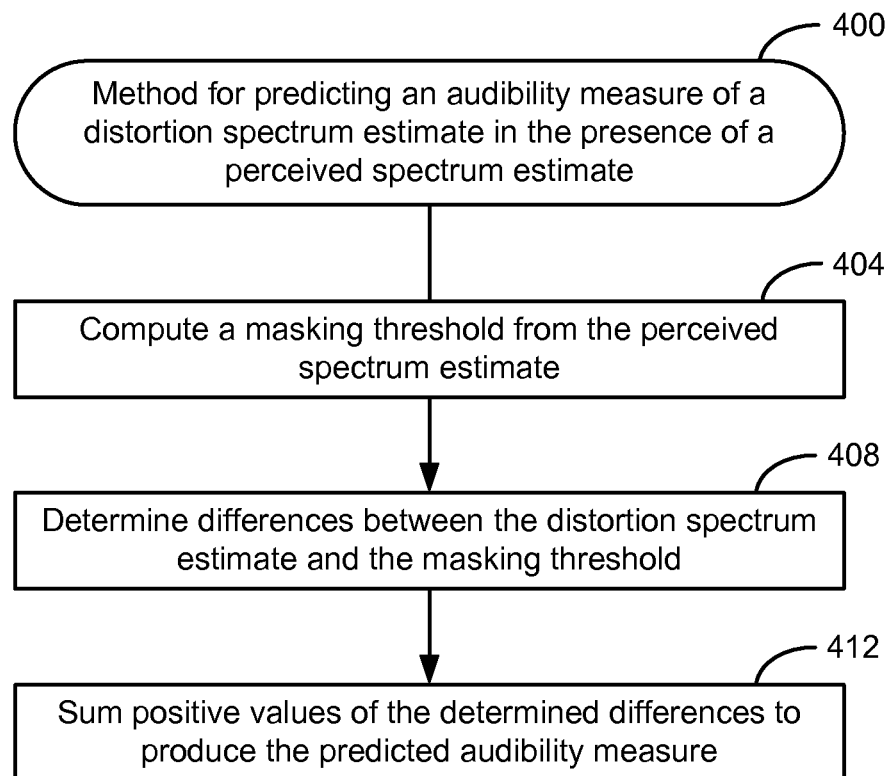 400
Method for predicting an audibility measure of a
distortion spectrum estimate in the presence of a
perceived spectrum estimate
404
Compute a masking threshold from the perceived
spectrum estimate
408
Determine differences between the distortion spectrum
estimate and the masking threshold
412
Sum positive values of the determined differences to
produce the predicted audibility measure